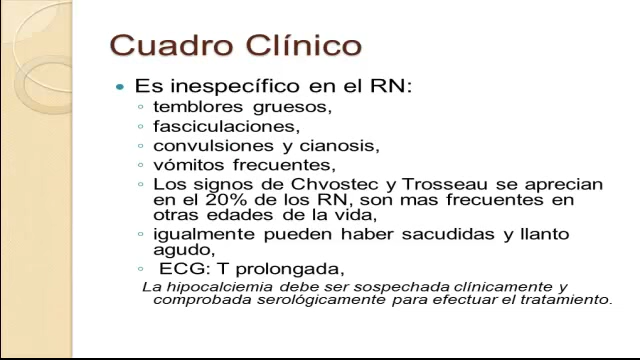 Cuadro Clínico
• Es inespecífico en el RN:
◦ temblores gruesos,
◦ fasciculaciones,
◦ convulsiones y cianosis,
◦ vómitos frecuentes,
◦ Los signos de Chvostec y Trosseau se aprecian
en el 20% de los RN, son mas frecuentes en
otras edades de la vida,
◦ igualmente pueden haber sacudidas y llanto
agudo,
◦ ECG: T prolongada,
La hipocalciemia debe ser sospechada clínicamente y
comprobada serológicamente para efectuar el tratamiento.